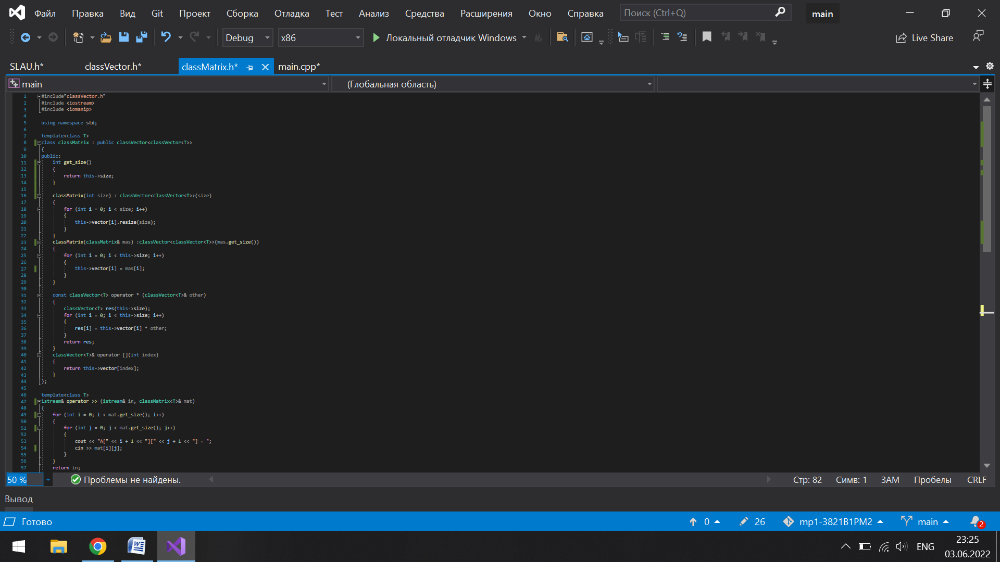 Файл Правка Вид Git Проект Сборка Отладка Тест Анализ Средства Расширения Окно Справка Поиск (Ctrl+Q) main
Debug x86 Локальный отладчик Windows Live Share
SLAU.h* classVector.h* classMatrix.h* main.cpp*
main (Глобальная область)
1 #include"classVector.h"
2 #include <iostream>
3 #include <iomanip>
4
5 using namespace std;
6
7 template<class T>
8 class classMatrix : public classVector<classVector<T>>
9 {
10 public:
11 int get_size()
12 {
13 return this->size;
14 }
15
16 classMatrix(int size) : classVector<classVector<T>>(size)
17 {
18 for (int i = 0; i < size; i++)
19 {
20 this->vector[i].resize(size);
21 }
22 }
23 classMatrix(classMatrix& mas) :classVector<classVector<T>>(mas.get_size())
24 {
25 for (int i = 0; i < this->size; i++)
26 {
27 this->vector[i] = mas[i];
28 }
29 }
30
31 const classVector<T> operator * (classVector<T>& other)
32 {
33 classVector<T> res(this->size);
34 for (int i = 0; i < this->size; i++)
35 {
36 res[i] = this->vector[i] * other;
37 }
38 return res;
39 }
40 classVector<T>& operator [](int index)
41 {
42 return this->vector[index];
43 }
44 };
45
46 template<class T>
47 istream& operator >> (istream& in, classMatrix<T>& mat)
48 {
49 for (int i = 0; i < mat.get_size(); i++)
50 {
51 for (int j = 0; j < mat.get_size(); j++)
52 {
53 cout << "A[" << i + 1 << "][" << j + 1 << "] = ";
54 cin >> mat[i][j];
55 }
56 }
57 return in;
50 % Проблемы не найдены. Стр: 82 Симв: 1 ЗАМ Пробелы CRLF
Вывод
Готово 0 26 mp1-3821B1PM2 main 2
ENG 23:25
03.06.2022